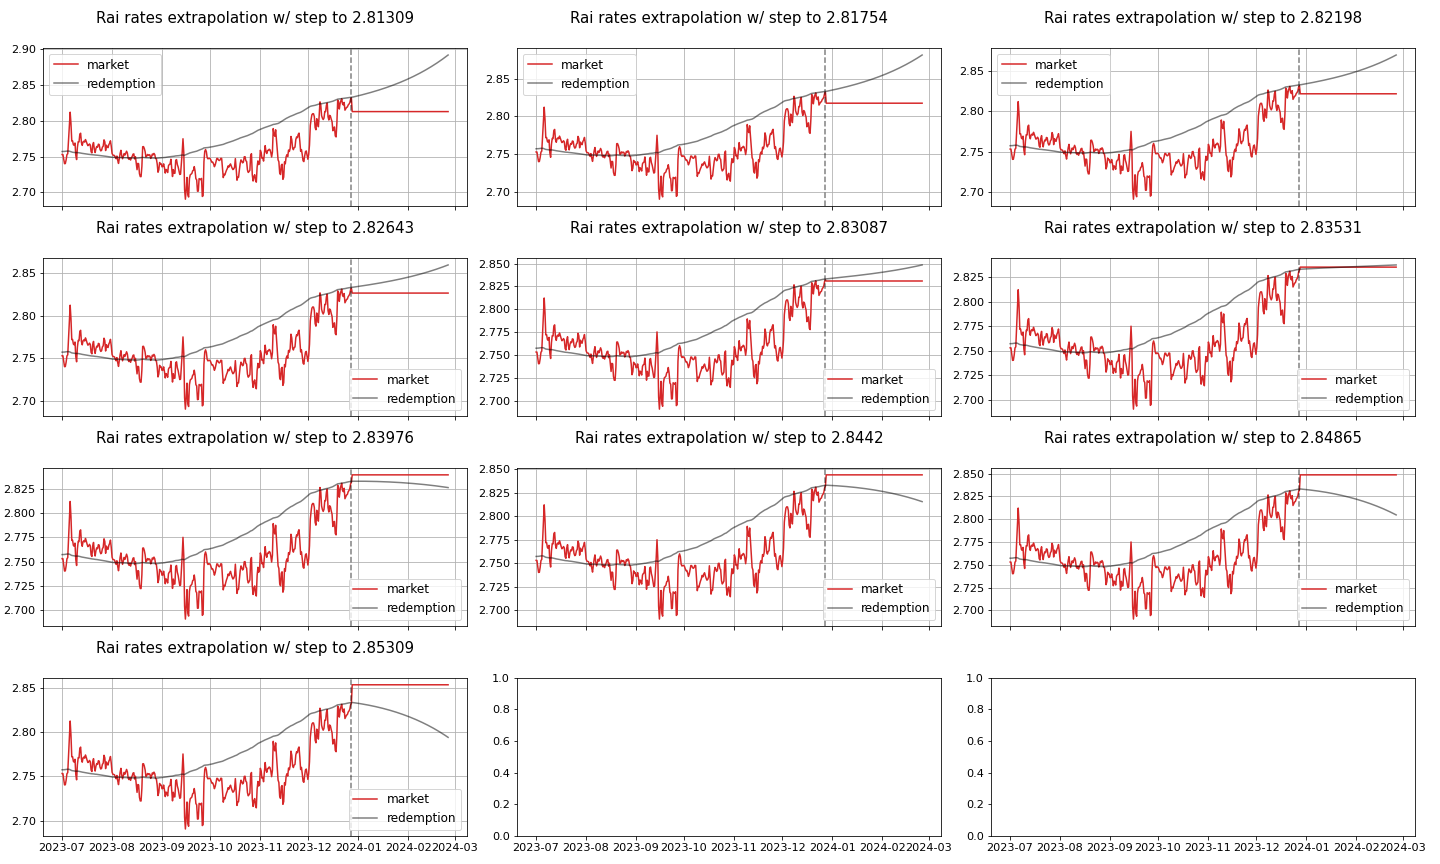 Rai rates extrapolation w/ step to 2.81309
Rai rates extrapolation w/ step to 2.81754
Rai rates extrapolation w/ step to 2.82198
2.90
2.85
2.80
2.75
2.70
market
redemption
2.85
2.80
2.75
2.70
market
redemption
2.85
2.80
2.75
2.70
market
redemption
Rai rates extrapolation w/ step to 2.82643
Rai rates extrapolation w/ step to 2.83087
Rai rates extrapolation w/ step to 2.83531
2.85
2.80
2.75
2.70
market
redemption
2.850
2.825
2.800
2.775
2.750
2.725
2.700
market
redemption
2.825
2.800
2.775
2.750
2.725
2.700
market
redemption
Rai rates extrapolation w/ step to 2.83976
Rai rates extrapolation w/ step to 2.8442
Rai rates extrapolation w/ step to 2.84865
2.825
2.800
2.775
2.750
2.725
2.700
market
redemption
2.850
2.825
2.800
2.775
2.750
2.725
2.700
market
redemption
2.850
2.825
2.800
2.775
2.750
2.725
2.700
market
redemption
Rai rates extrapolation w/ step to 2.85309
2.85
2.80
2.75
2.70
market
redemption
2023-07 2023-08 2023-09 2023-10 2023-11 2023-12 2024-01 2024-02 2024-03
1.0
0.8
0.6
0.4
0.2
0.0
2023-07 2023-08 2023-09 2023-10 2023-11 2023-12 2024-01 2024-02 2024-03
1.0
0.8
0.6
0.4
0.2
0.0
2023-07 2023-08 2023-09 2023-10 2023-11 2023-12 2024-01 2024-02 2024-03